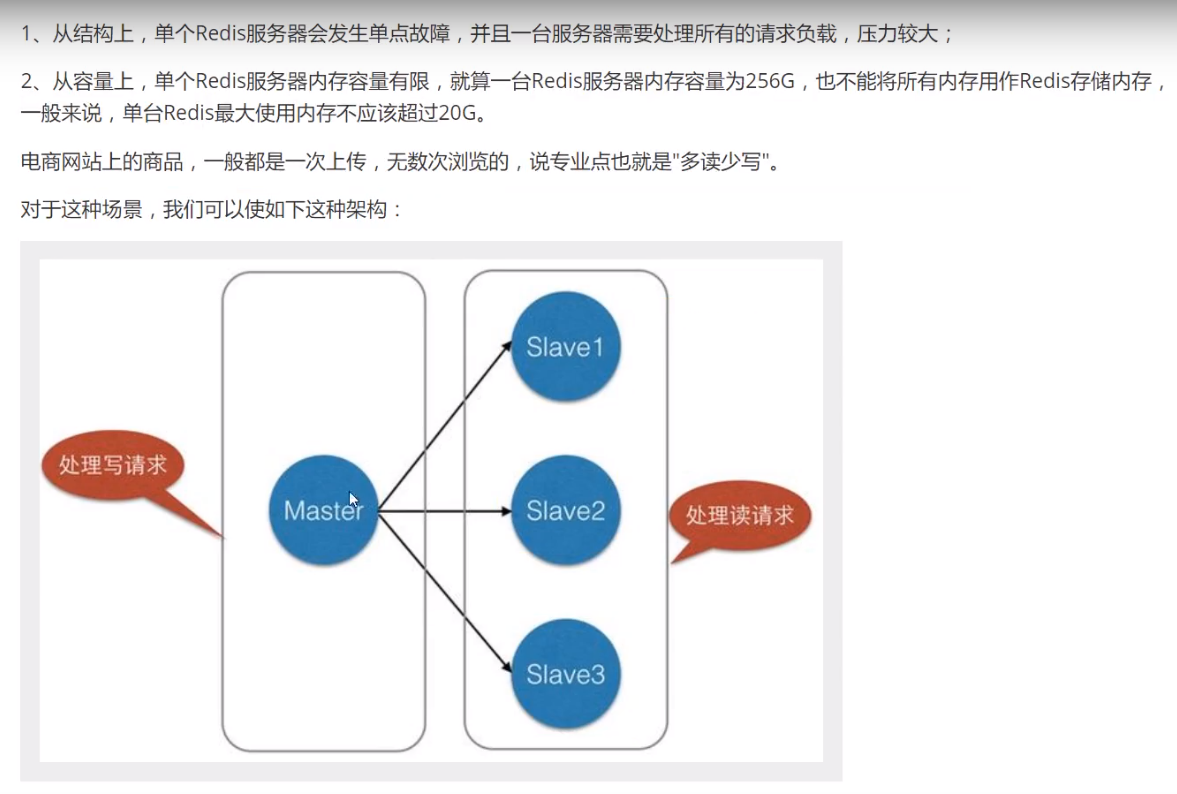 1、从结构上，单个Redis服务器会发生单点故障，并且一台服务器需要处理所有的请求负载，压力较大；
2、从容量上，单个Redis服务器内存容量有限，就算一台Redis服务器内存容量为256G，也不能将所有内存用作Redis存储内存，
一般来说，单台Redis最大使用内存不应该超过20G。
电商网站上的商品，一般都是一次上传，无数次浏览的，说专业点也就是"多读少写"。
对于这种场景，我们可以使如下这种架构：
Slave1
处理写请求
Master
Slave2
处理读请求
Slave3